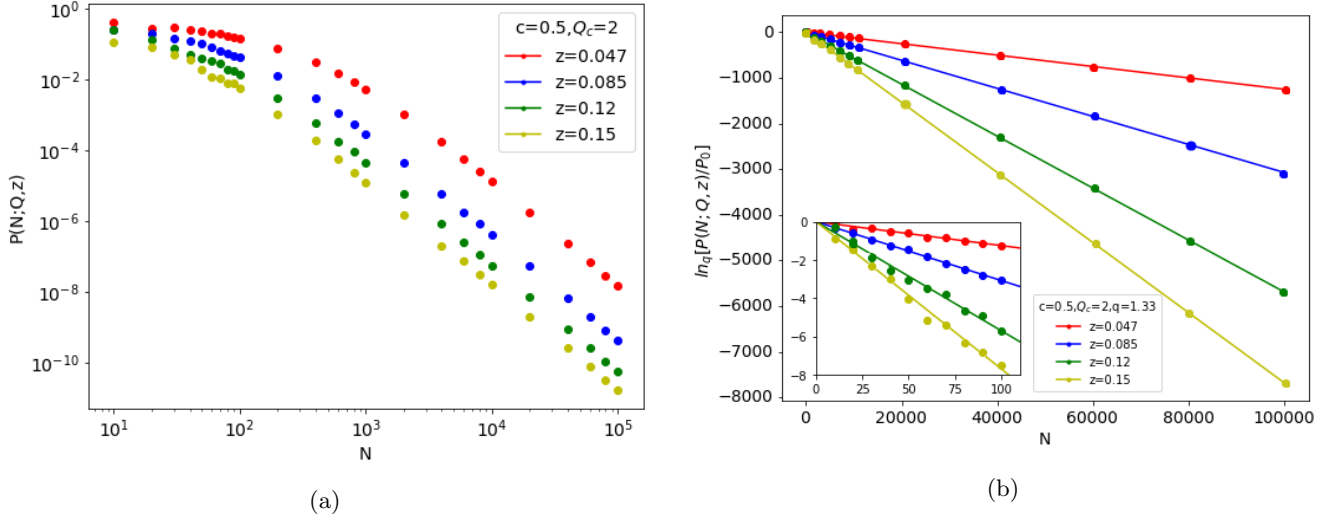 10^0
10^-2
10^-4
10^-6
10^-8
10^-10
P(N;Q,z)
c=0.5,Q_c=2
z=0.047
z=0.085
z=0.12
z=0.15
10^1
10^2
10^3
10^4
10^5
N
(a)
0
−1000
−2000
−3000
−4000
−5000
−6000
−7000
−8000
ln_q[P(N; Q, z)/P_0]
0
−2
−4
−6
−8
0
25
50
75
100
c=0.5,Q_c=2,q=1.33
z=0.047
z=0.085
z=0.12
z=0.15
0
20000
40000
60000
80000
100000
N
(b)